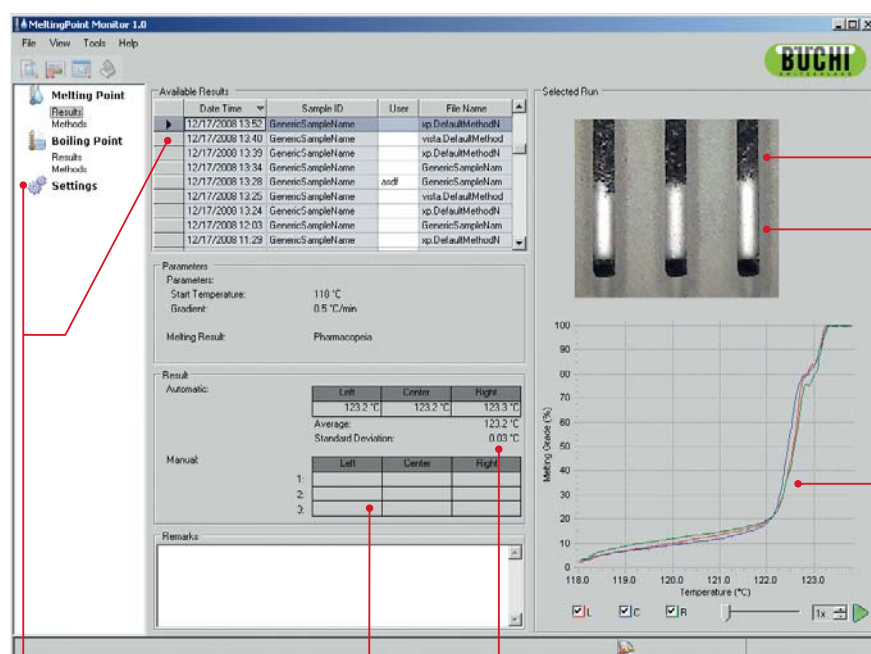 MeltingPoint Monitor 1.0
File View Tools Help
BUCHI
SWITZERLAND
Melting Point
Results
Methods
Boiling Point
Results
Methods
Settings
Available Results
Date Time Sample ID User File Name
12/17/2008 13:52 GenericSampleName xp.DefaultMethodN
12/17/2008 13:40 GenericSampleName vista.DefaultMethod
12/17/2008 13:39 GenericSampleName xp.DefaultMethodN
12/17/2008 13:34 GenericSampleName GenericSampleNam
12/17/2008 13:28 GenericSampleName asdf GenericSampleNam
12/17/2008 13:25 GenericSampleName vista.DefaultMethod
12/17/2008 13:24 GenericSampleName xp.DefaultMethodN
12/17/2008 12:03 GenericSampleName GenericSampleNam
12/17/2008 11:29 GenericSampleName xp.DefaultMethodN
Parameters
Parameters:
Start Temperature: 118 °C
Gradient: 0.5 °C/min
Melting Result: Pharmacopeia
Result
Automatic:
Left Center Right
123.2 °C 123.2 °C 123.3 °C
Average: 123.2 °C
Standard Deviation: 0.03 °C
Manual:
Left Center Right
1:
2:
3:
Remarks
Selected Run
Melting Grade (%)
100
90
80
70
60
50
40
30
20
10
0
118.0 119.0 120.0 121.0 122.0 123.0
Temperature (°C)
L C R 1x